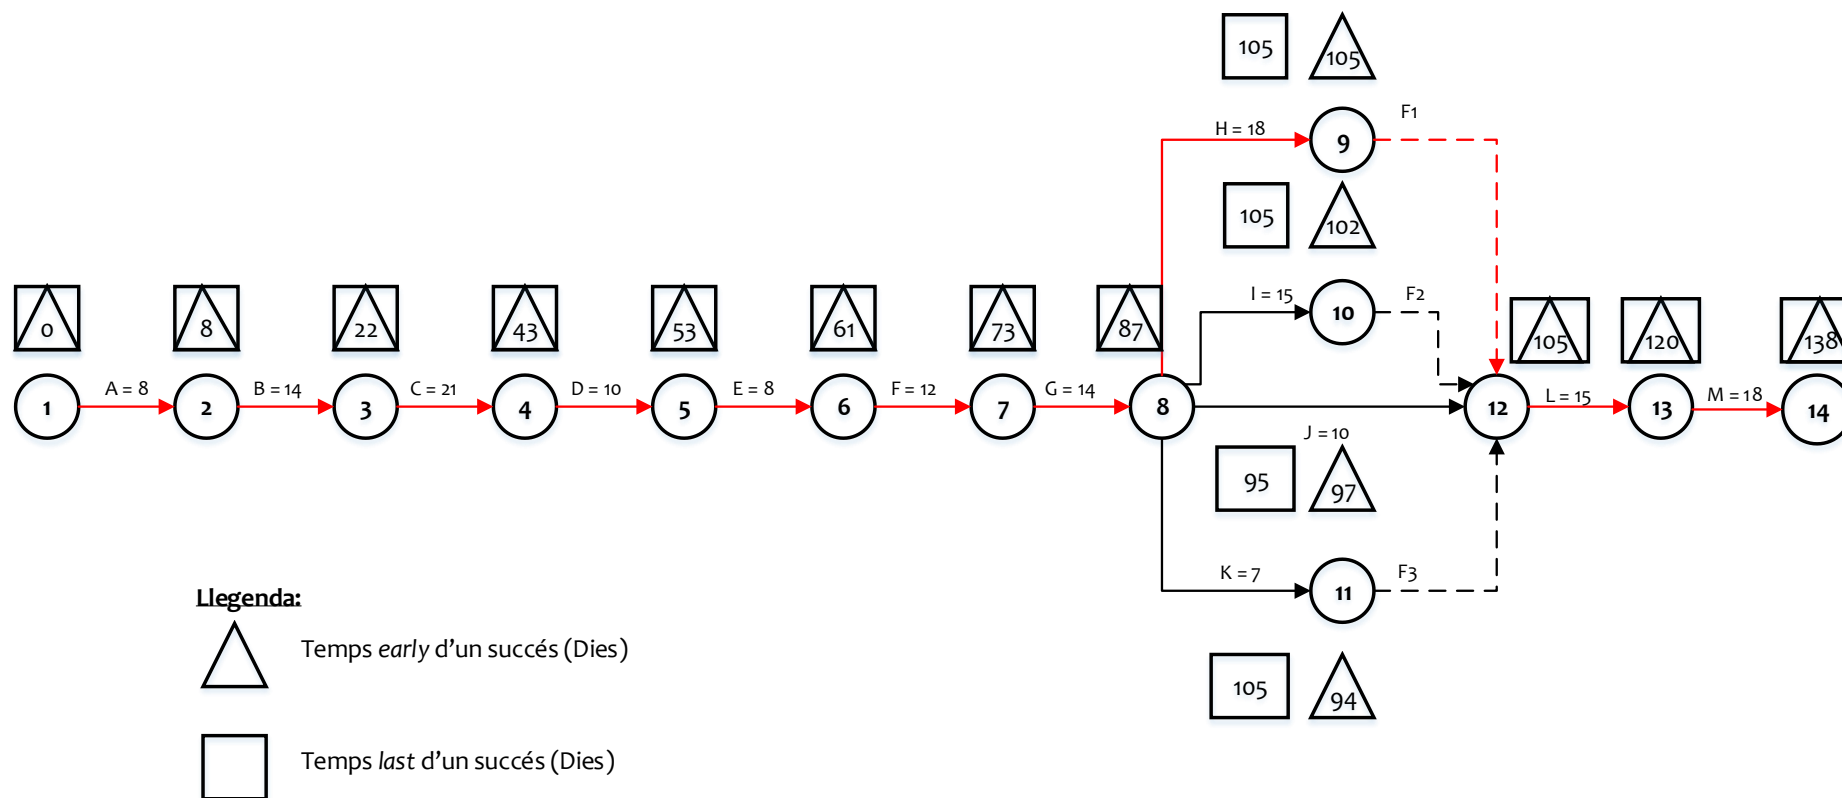 105 105
H = 18 F1
9
105 102
I = 15 F2
10
0 8 22 43 53 61 73 87 105 120 138
A = 8 B = 14 C = 21 D = 10 E = 8 F = 12 G = 14 L = 15 M = 18
1 2 3 4 5 6 7 8 12 13 14
J = 10
95 97
K = 7 F3
11
Llegenda:
105 94
Temps early d'un succés (Dies)
Temps last d'un succés (Dies)